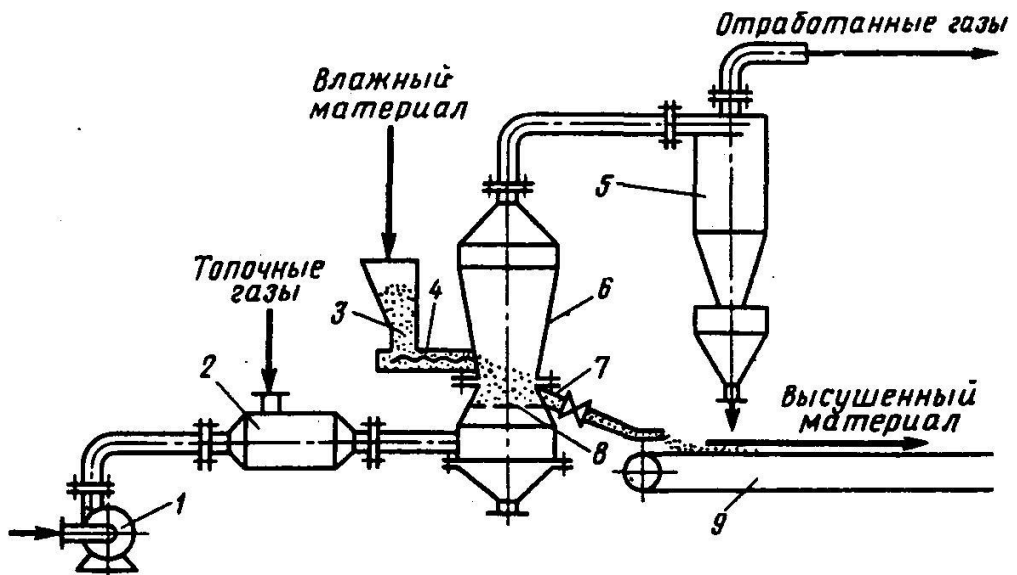 Отработанные газы
Влажный
материал
Топочные
газы
5
6
4
3
7
2
Высушенный
материал
8
1
9